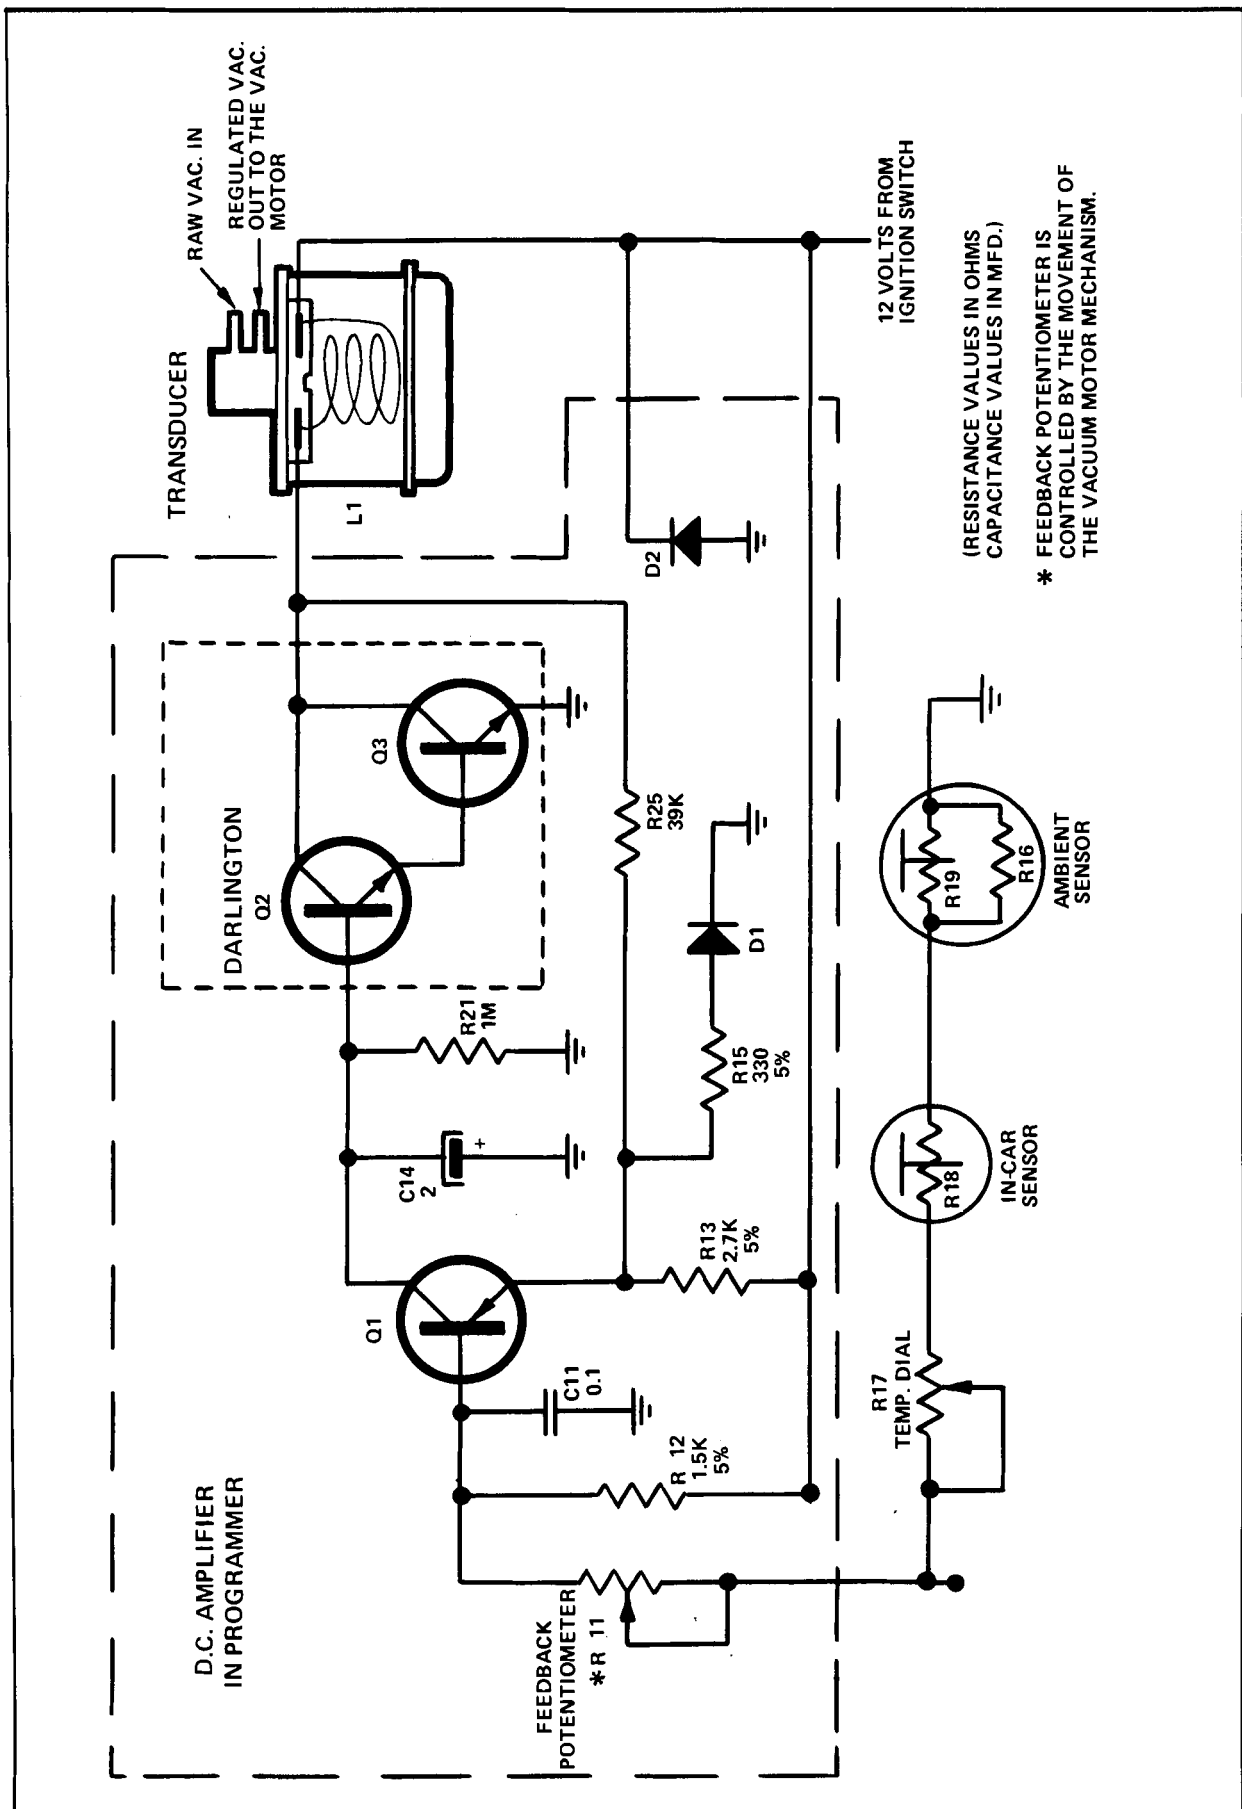 D.C. AMPLIFIER
IN PROGRAMMER
TRANSDUCER
RAW VAC. IN
REGULATED VAC.
OUT TO THE VAC.
MOTOR
L1
DARLINGTON
Q2
Q3
Q1
C14
2
+
R21
1M
R25
39K
D2
D1
R15
330
5%
R13
2.7K
5%
C11
0.1
R 12
1.5K
5%
FEEDBACK
POTENTIOMETER
* R 11
12 VOLTS FROM
IGNITION SWITCH
R17
TEMP. DIAL
R18
IN-CAR
SENSOR
R19
R16
AMBIENT
SENSOR
(RESISTANCE VALUES IN OHMS
CAPACITANCE VALUES IN MFD.)
* FEEDBACK POTENTIOMETER IS
CONTROLLED BY THE MOVEMENT OF
THE VACUUM MOTOR MECHANISM.